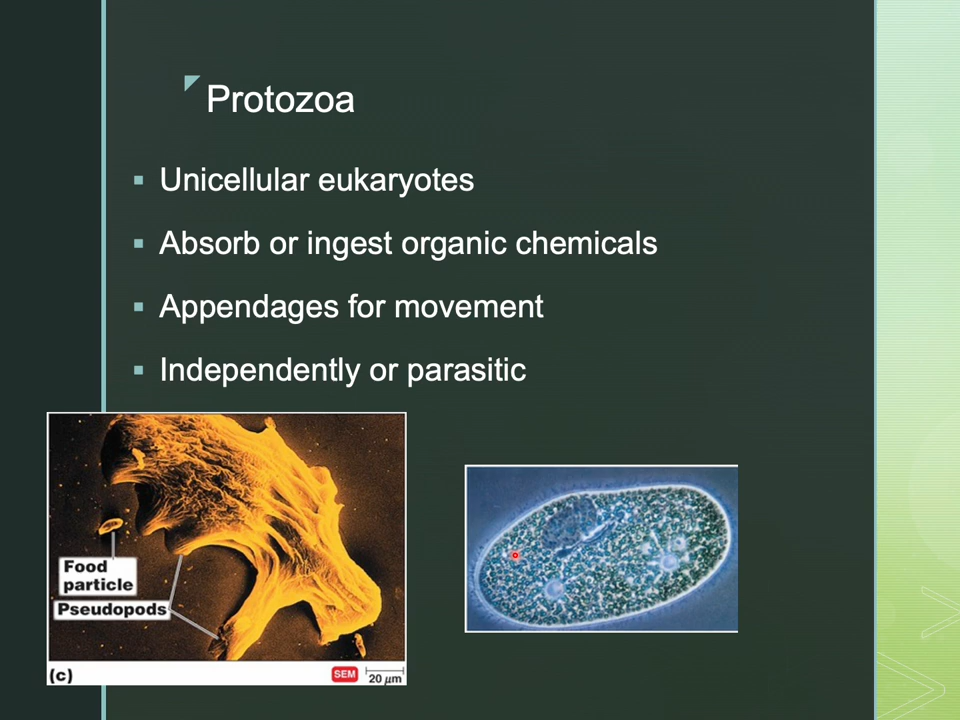 Protozoa
Unicellular eukaryotes
Absorb or ingest organic chemicals
Appendages for movement
Independently or parasitic
Food
particle
Pseudopods
(c)
SEM
20 µm